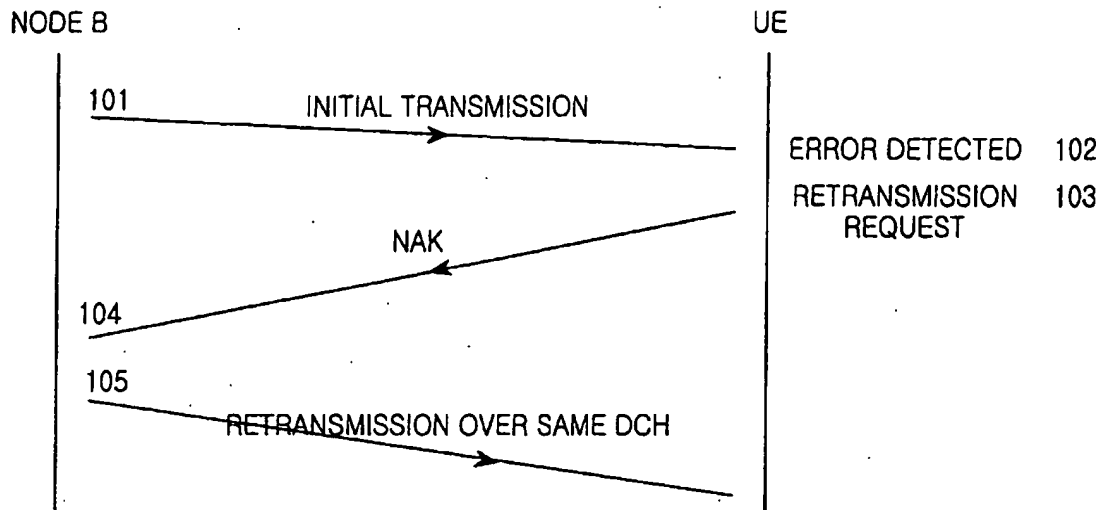 NODE B
UE
101
INITIAL TRANSMISSION
ERROR DETECTED 102
RETRANSMISSION 103
REQUEST
NAK
104
105
RETRANSMISSION OVER SAME DCH